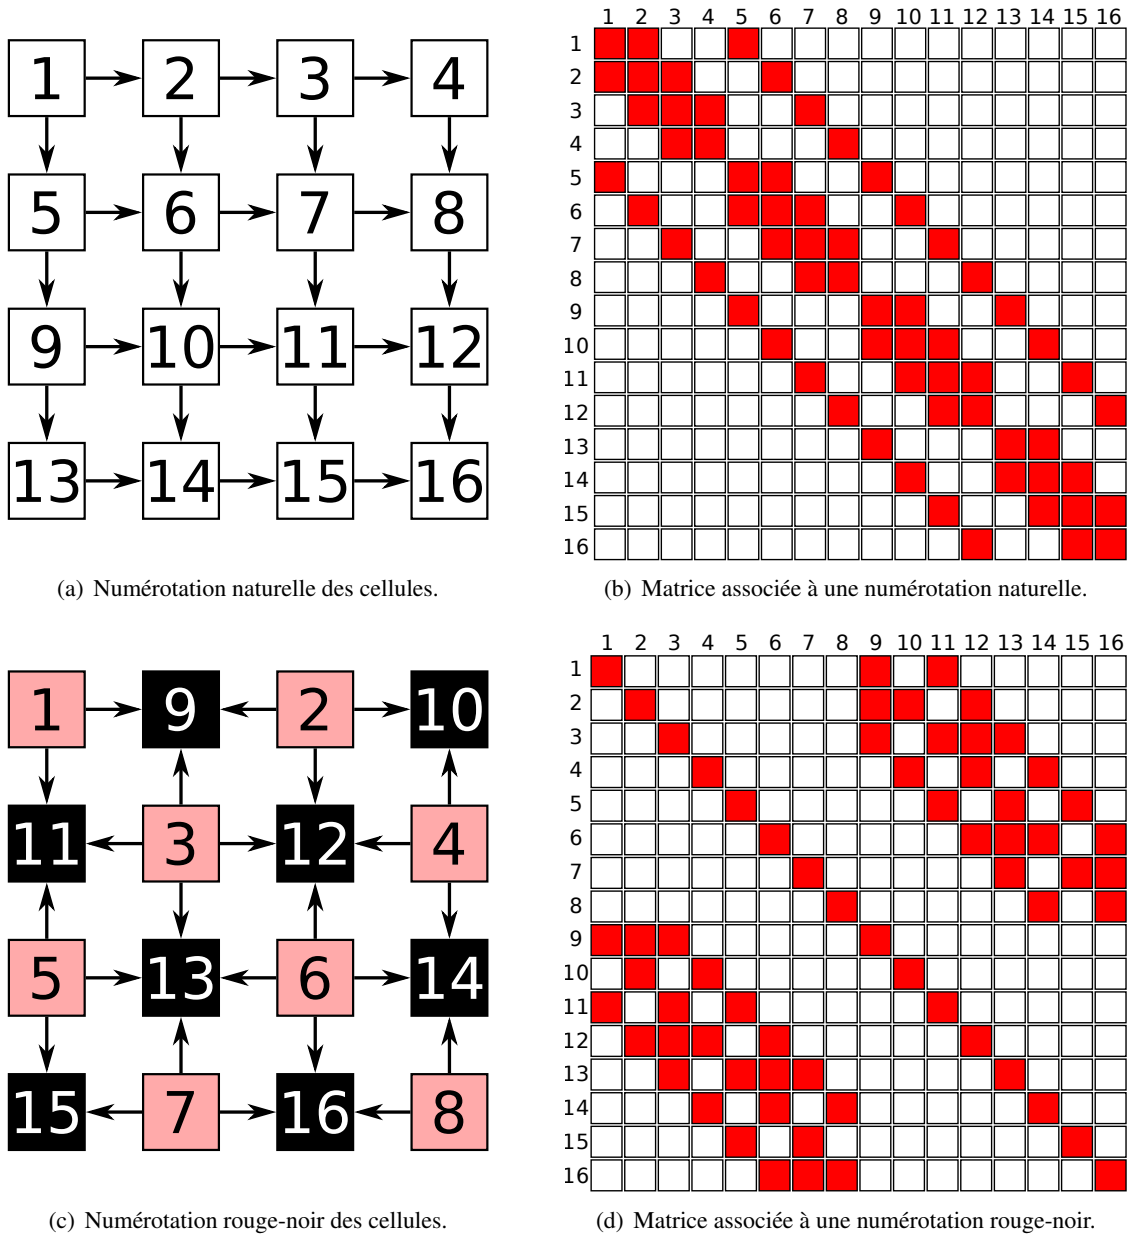 1 2 3 4
5 6 7 8
9 10 11 12
13 14 15 16
1 2 3 4 5 6 7 8 9 10 11 12 13 14 15 16
1
2
3
4
5
6
7
8
9
10
11
12
13
14
15
16
(a) Numérotation naturelle des cellules.
(b) Matrice associée à une numérotation naturelle.
1 9 2 10
11 3 12 4
5 13 6 14
15 7 16 8
1 2 3 4 5 6 7 8 9 10 11 12 13 14 15 16
1
2
3
4
5
6
7
8
9
10
11
12
13
14
15
16
(c) Numérotation rouge-noir des cellules.
(d) Matrice associée à une numérotation rouge-noir.